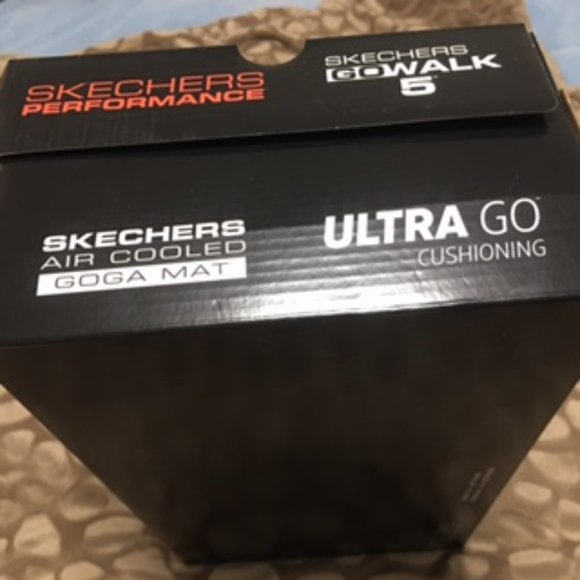 SKECHERS
PERFORMANCE
SKECHERS
GOWALK
5
SKECHERS
AIR COOLED
GOGA MAT
ULTRA GO
CUSHIONING